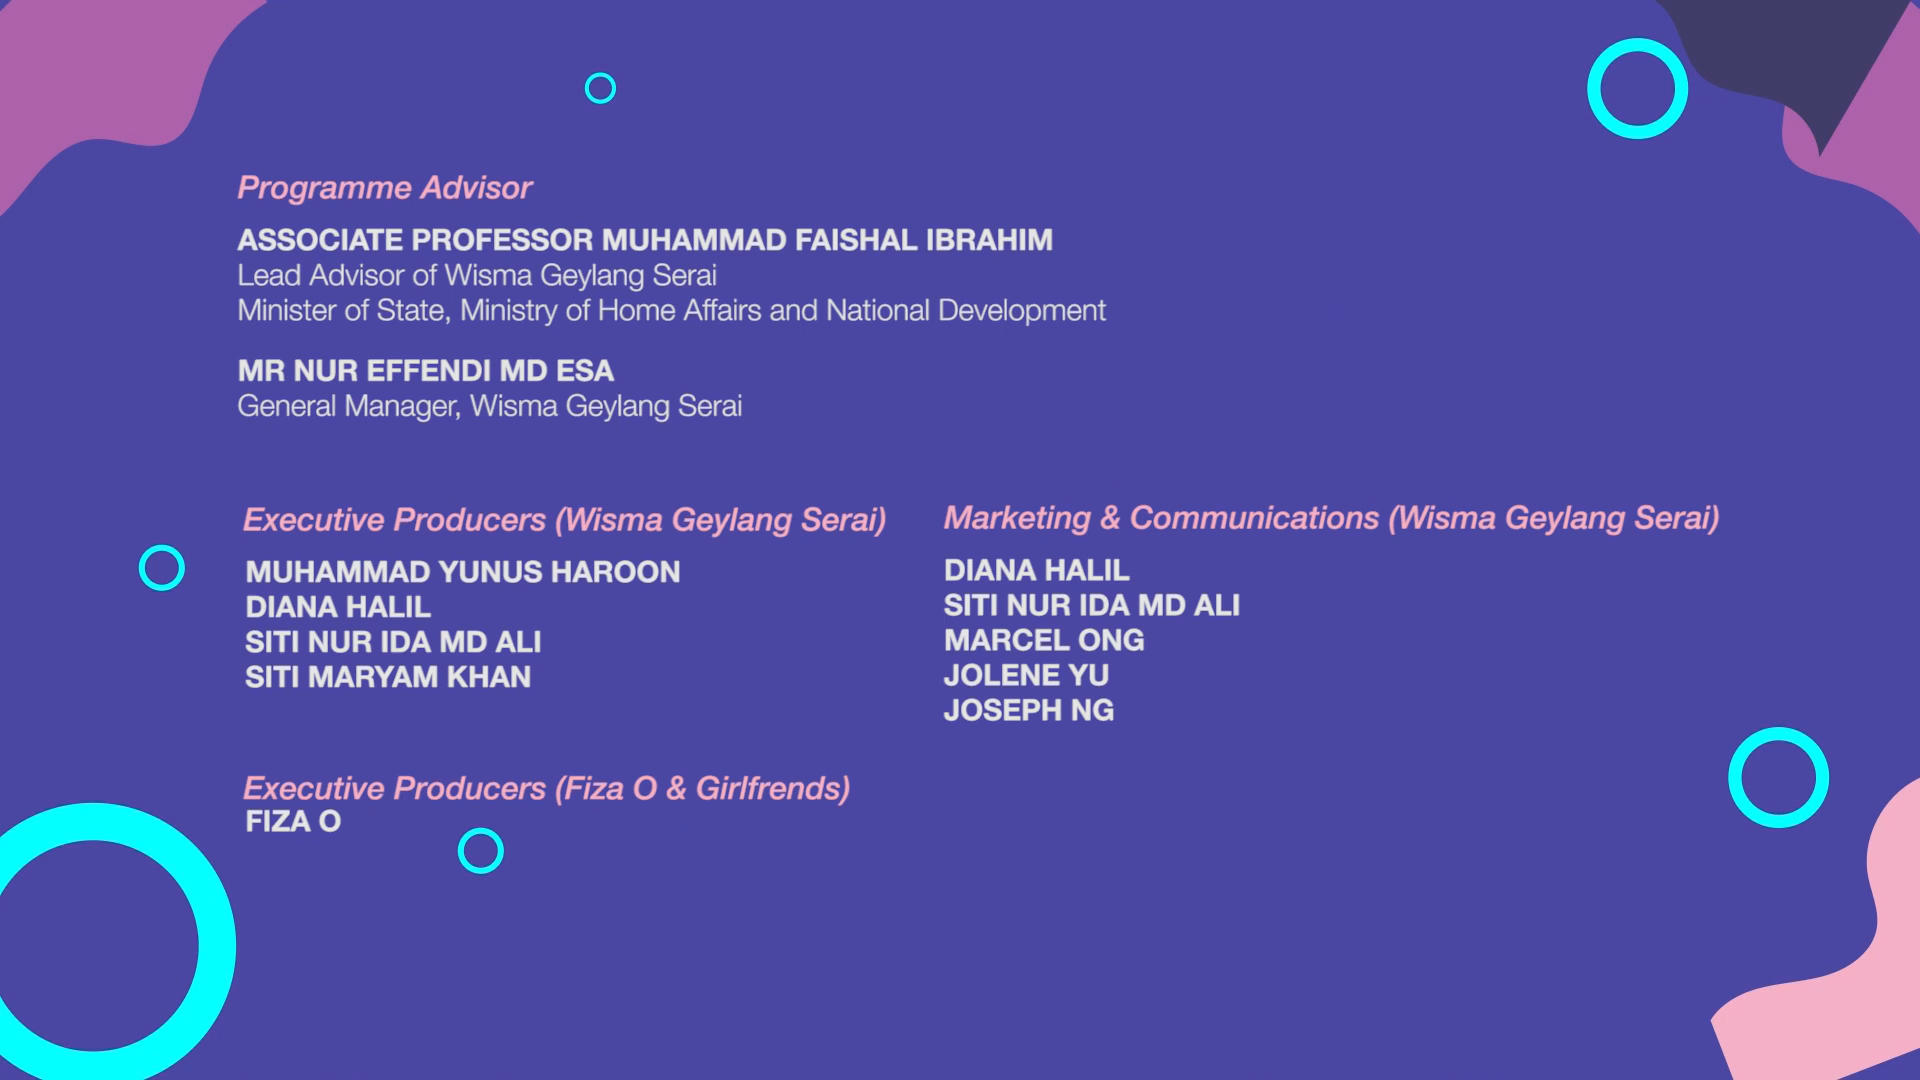 Programme Advisor
ASSOCIATE PROFESSOR MUHAMMAD FAISHAL IBRAHIM
Lead Advisor of Wisma Geylang Serai
Minister of State, Ministry of Home Affairs and National Development
MR NUR EFFENDI MD ESA
General Manager, Wisma Geylang Serai
Executive Producers (Wisma Geylang Serai)
MUHAMMAD YUNUS HAROON
DIANA HALIL
SITI NUR IDA MD ALI
SITI MARYAM KHAN
Marketing & Communications (Wisma Geylang Serai)
DIANA HALIL
SITI NUR IDA MD ALI
MARCEL ONG
JOLENE YU
JOSEPH NG
Executive Producers (Fiza O & Girlfrends)
FIZA O